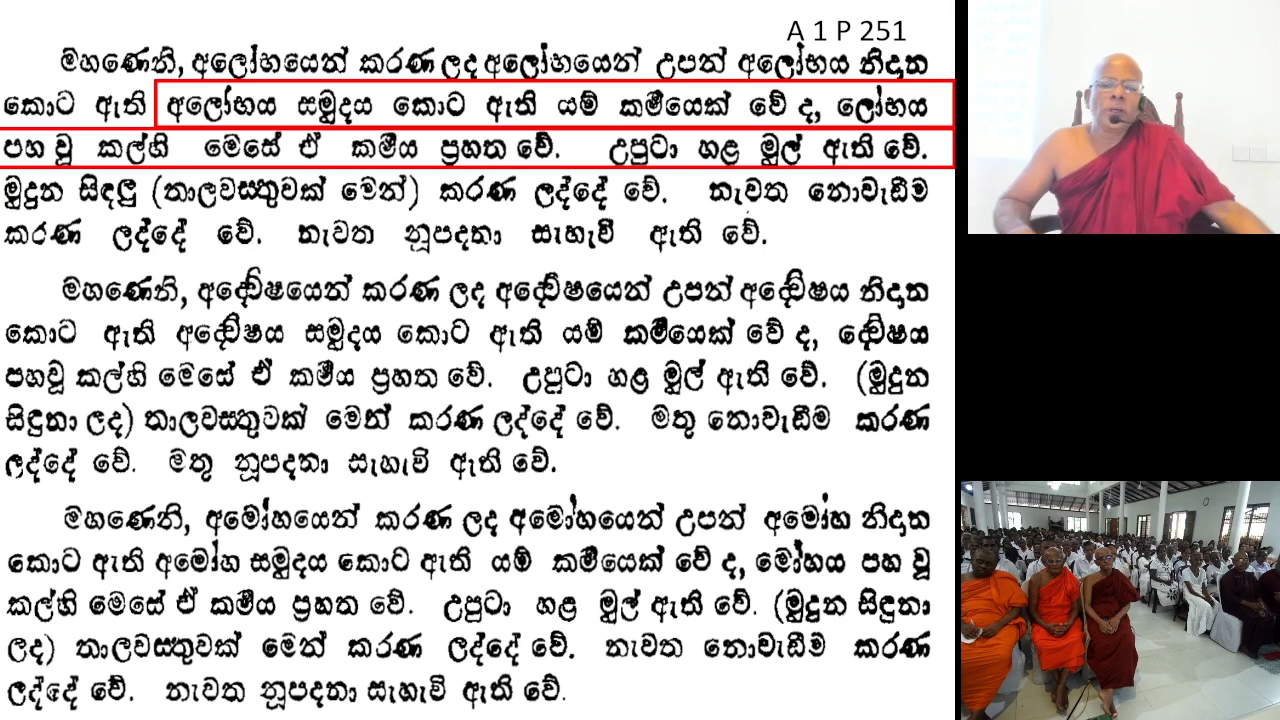 A 1 P 251
මහණෙනි, අලෝභයෙන් කරණ ලද අලෝභයෙන් උපන් අලෝභය නිදාන
කොට ඇති අලෝභය සමුදය කොට ඇති යම් කර්‍මයෙක් වේ ද, ලෝභය
පහ වූ කල්හි මෙසේ ඒ කර්‍මය ප්‍රහත වේ. උපුටා හළ මුල් ඇති වේ.
මුදුන සිඳලූ (තාලවස්තුවක් මෙන්) කරණ ලද්දේ වේ. නැවත නොවැඩීම
කරණ ලද්දේ වේ. නැවත නූපදනා සැහැවී ඇති වේ.
මහණෙනි, අද්වේෂයෙන් කරණ ලද අද්වේෂයෙන් උපන් අද්වේෂය නිදාන
කොට ඇති අද්වේෂය සමුදය කොට ඇති යම් කර්‍මයෙක් වේ ද, ද්වේෂය
පහවූ කල්හි මෙසේ ඒ කර්‍මය ප්‍රහත වේ. උපුටා හළ මුල් ඇති වේ. (මුදුන
සිඳුනා ලද) තාලවස්තුවක් මෙන් කරණ ලද්දේ වේ. මතු නොවැඩීම කරණ
ලද්දේ වේ. මතු නූපදනා සැහැවි ඇති වේ.
මහණෙනි, අමෝහයෙන් කරණ ලද අමෝහයෙන් උපන් අමෝහ නිදාන
කොට ඇති අමෝහ සමුදය කොට ඇති යම් කර්‍මයෙක් වේ ද, මෝහය පහ වූ
කල්හි මෙසේ ඒ කර්‍මය ප්‍රහත වේ. උපුටා හළ මුල් ඇති වේ. (මුදුන සිඳුනා
ලද) තාලවස්තුවක් මෙන් කරණ ලද්දේ වේ. නැවත නොවැඩීම කරණ
ලද්දේ වේ. නැවත නූපදනා සැහැවි ඇති වේ.